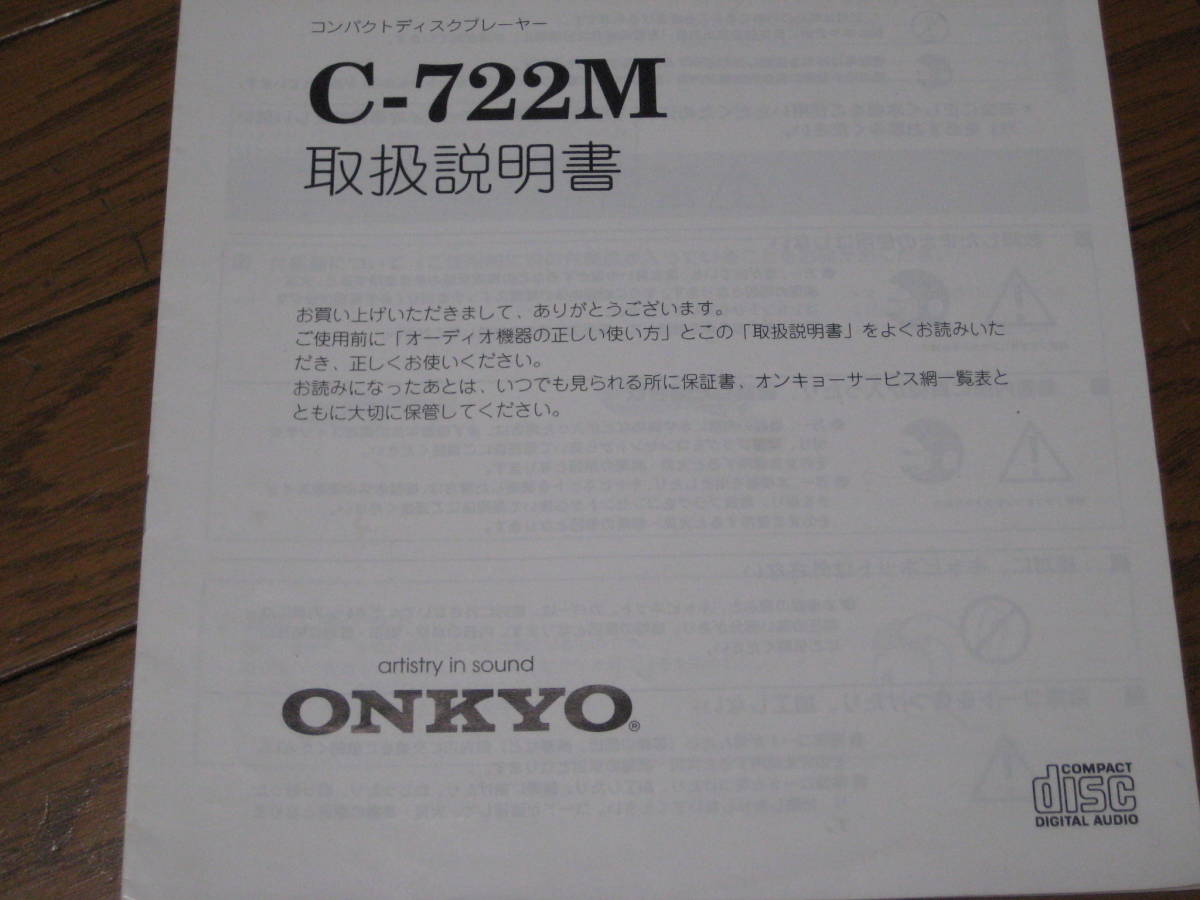 コンパクトディスクプレーヤー
C-722M
取扱説明書
お買い上げいただきまして、ありがとうございます。
ご使用前に「オーディオ機器の正しい使い方」とこの「取扱説明書」をよくお読みいた
だき、正しくお使いください。
お読みになったあとは、いつでも見られる所に保証書、オンキョーサービス網一覧表と
ともに大切に保管してください。
artistry in sound
ONKYO®
COMPACT
disc
DIGITAL AUDIO